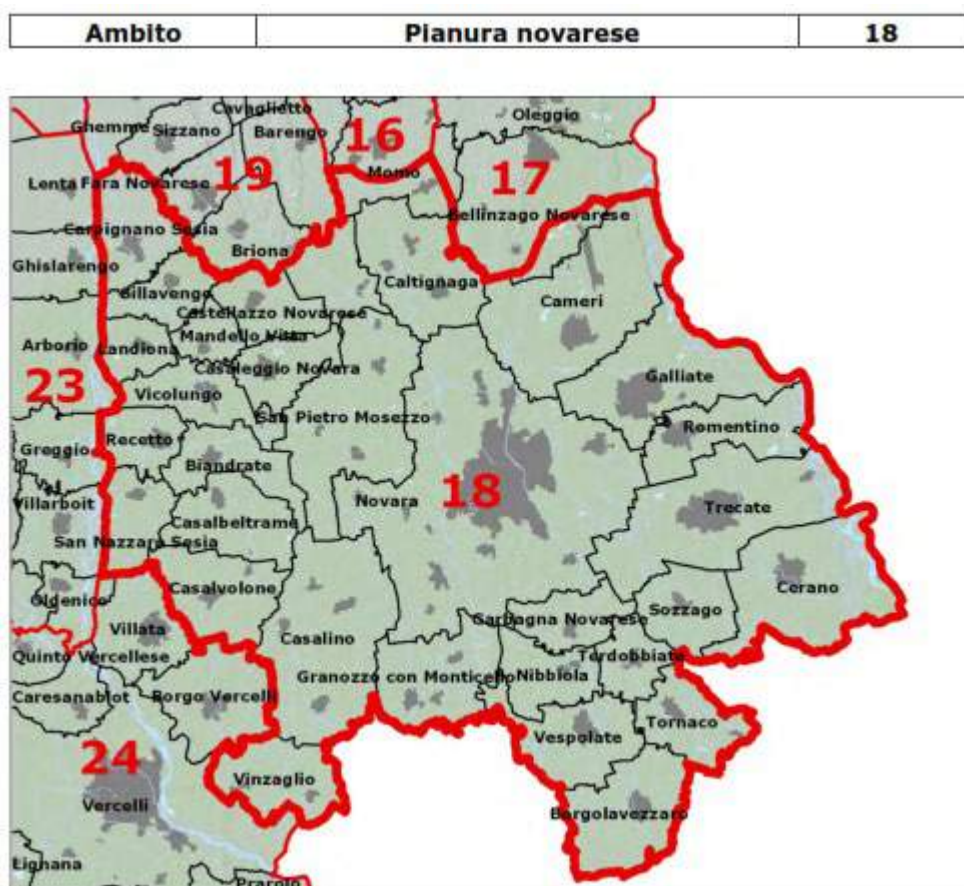 Ambito Pianura novarese 18
Cavaglietto
Oleggio
Ghemme Sizzano Barengo 16
19 Momo 17
Lenta Fara Novarese
Bellinzago Novarese
Carpignano Sesia
Briona
Ghislarengo
Caltignaga
Sillavengo
Cameri
Castellazzo Novarese
Mandello Vitta
Arborio Landiona
Casaleggio Novara
Galliate
23
Vicolungo
San Pietro Mosezzo
Romentino
Recetto
Greggio
Biandrate
18
Villarboit Novara
Trecate
Casalbeltrame
San Nazzaro Sesia
Casalvolone
Cerano
Oldenico
Sozzago
Garbagna Novarese
Villata
Casalino
Quinto Vercellese
Terdobbiate
Granozzo con Monticello Nibbiola
Caresanablot Borgo Vercelli
Tornaco
Vespolate
24
Vinzaglio
Vercelli
Borgolavezzaro
Lignana
Prarolo